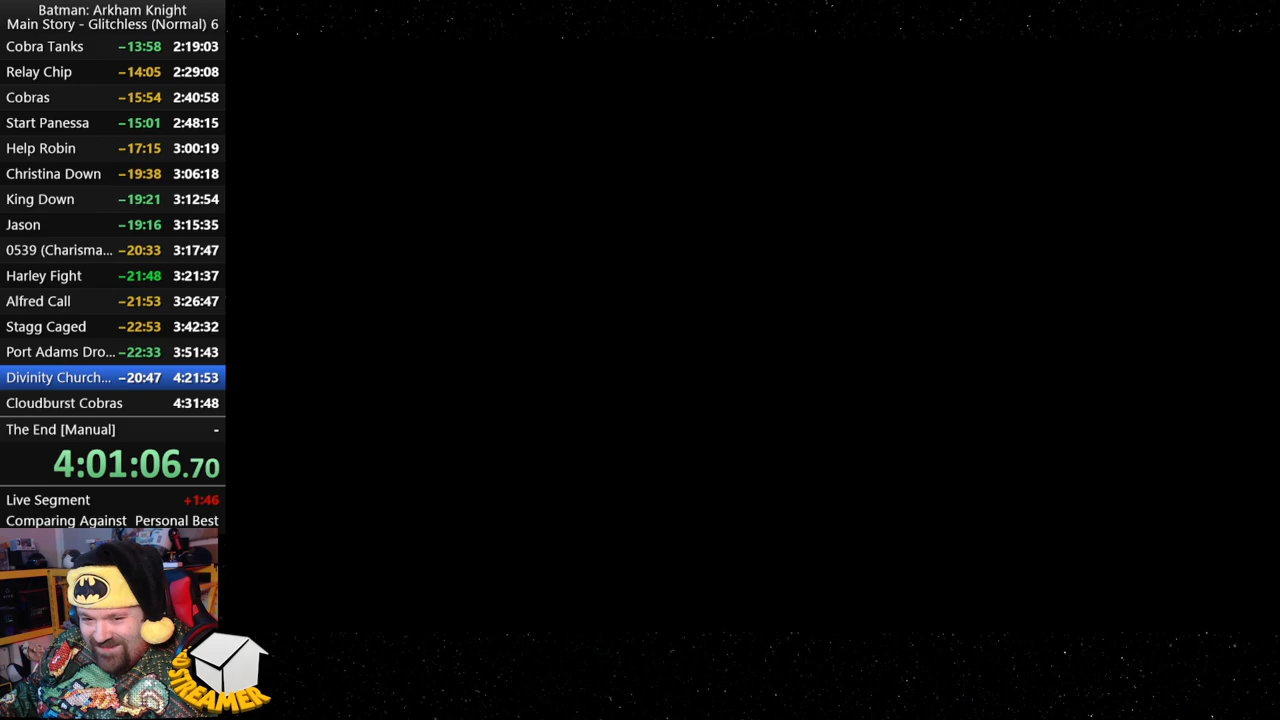 Batman: Arkham Knight
Main Story - Glitchless (Normal) 6
Cobra Tanks −13:58 2:19:03
Relay Chip −14:05 2:29:08
Cobras −15:54 2:40:58
Start Panessa −15:01 2:48:15
Help Robin −17:15 3:00:19
Christina Down −19:38 3:06:18
King Down −19:21 3:12:54
Jason −19:16 3:15:35
0539 (Charisma... −20:33 3:17:47
Harley Fight −21:48 3:21:37
Alfred Call −21:53 3:26:47
Stagg Caged −22:53 3:42:32
Port Adams Dro... −22:33 3:51:43
Divinity Church... −20:47 4:21:53
Cloudburst Cobras 4:31:48
The End [Manual] -
4:01:06.70
Live Segment +1:46
Comparing Against Personal Best
STREAMER